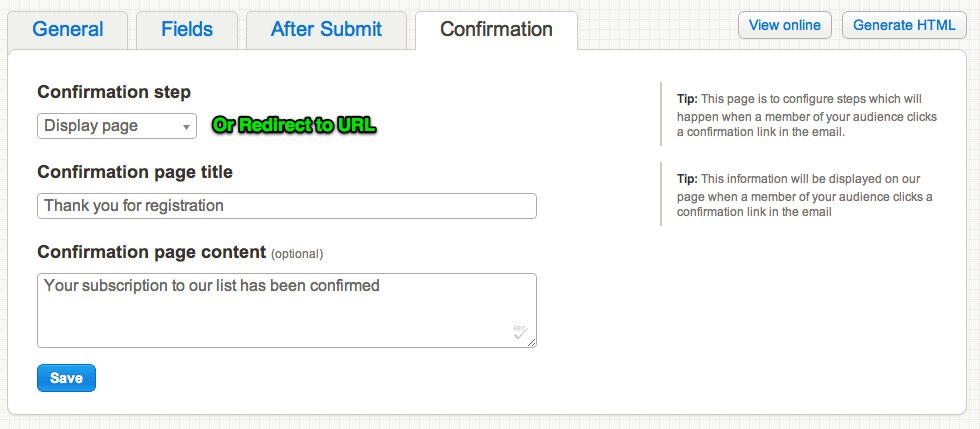 General
Fields
After Submit
Confirmation
View online
Generate HTML
Confirmation step
Display page
Or Redirect to URL
Confirmation page title
Thank you for registration
Confirmation page content (optional)
Your subscription to our list has been confirmed
ABC
Save
Tip: This page is to configure steps which will
happen when a member of your audience clicks
a confirmation link in the email.
Tip: This information will be displayed on our
page when a member of your audience clicks a
confirmation link in the email